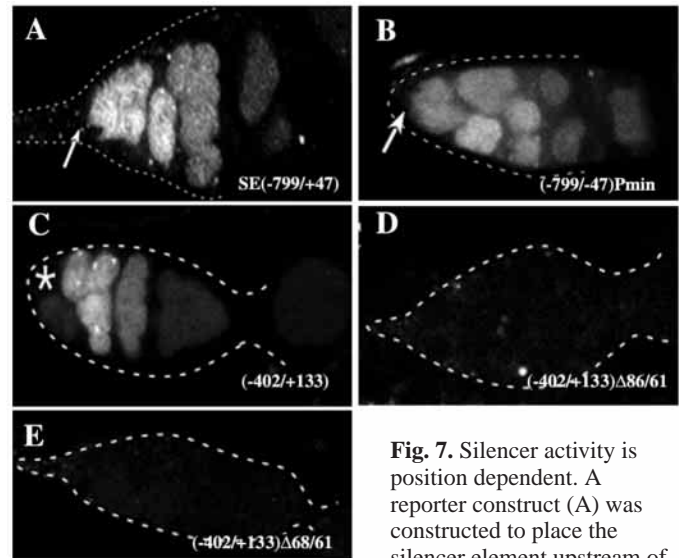 A
SE(-799/+47)
B
(-799/-47)Pmin
C
*
(-402/+133)
D
(-402/+133)Δ86/61
E
(-402/+133)Δ68/61
Fig. 7. Silencer activity is
position dependent. A
reporter construct (A) was
constructed to place the
silencer element upstream of